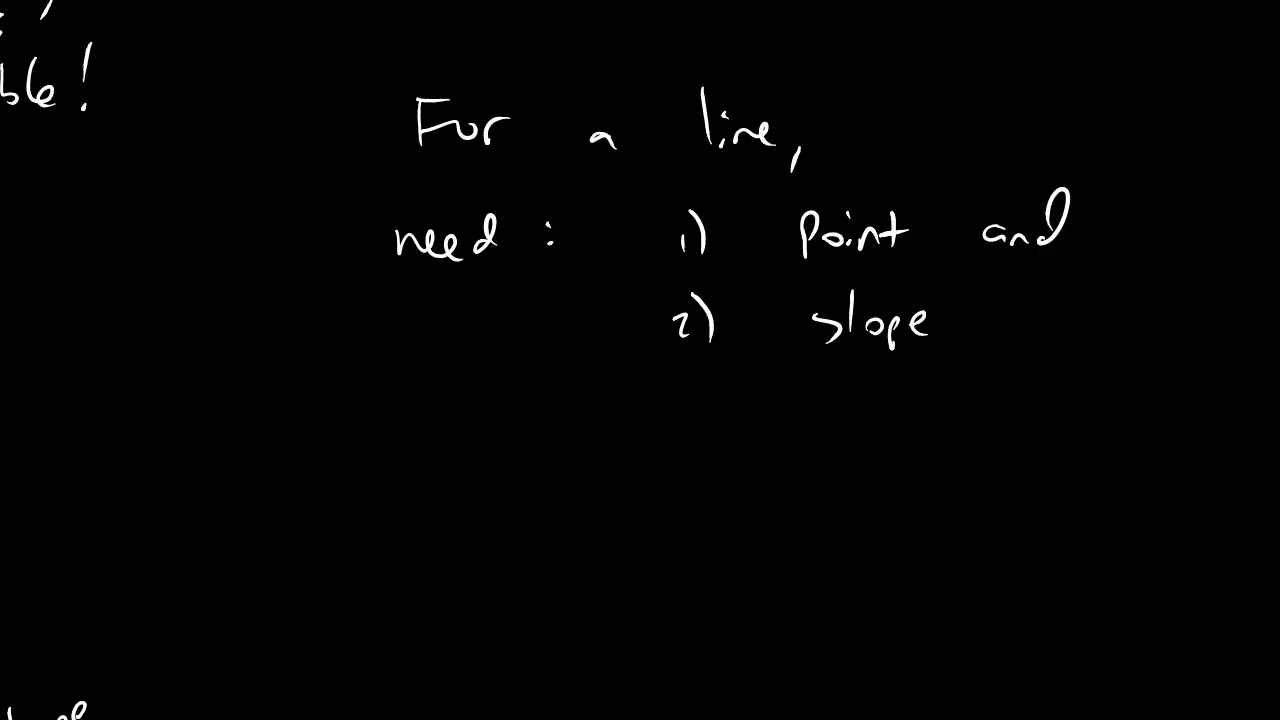 For a line,
need : 1) point and
2) slope